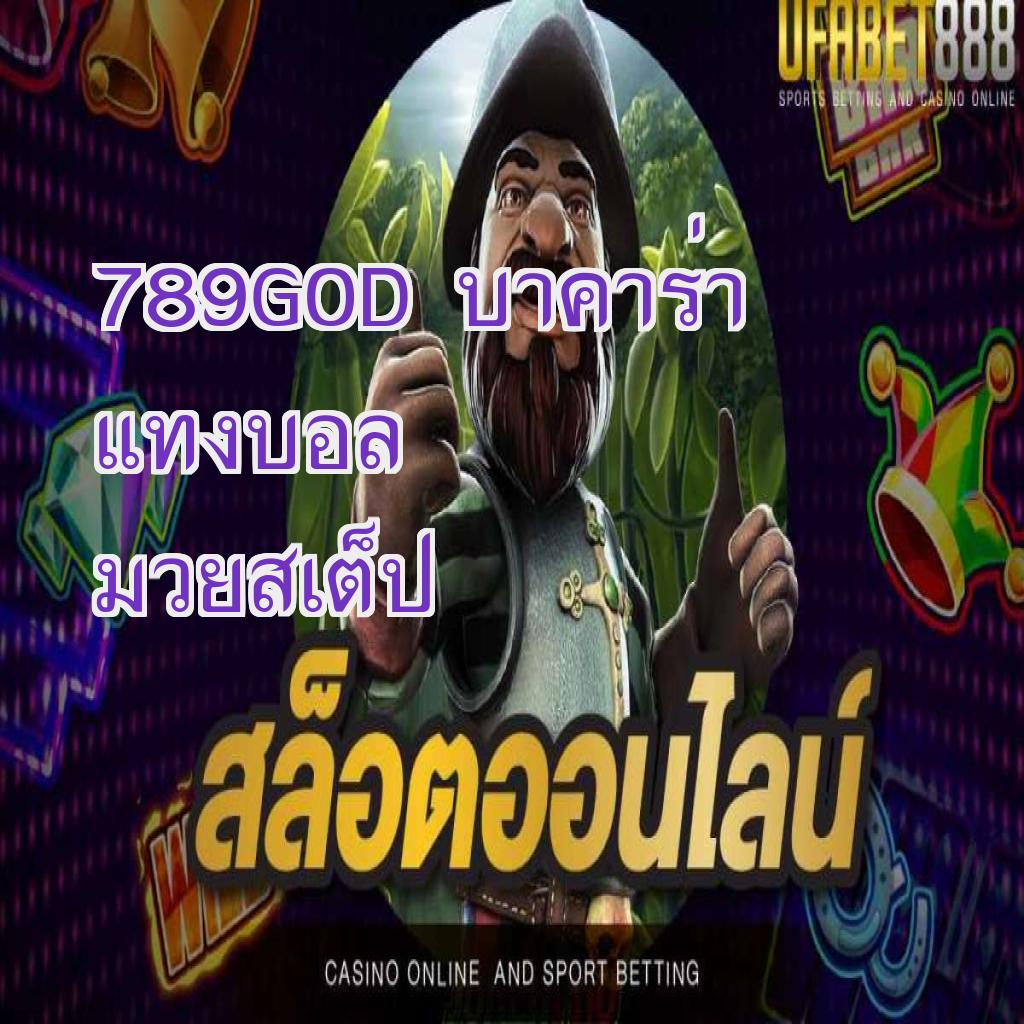 UFABET888
SPORTS BETTING AND CASINO ONLINE
BAR
789GOD บาคาร่า
แทงบอล
มวยสเต็ป
สล็อตออนไลน์
WIN
CASINO ONLINE AND SPORT BETTING